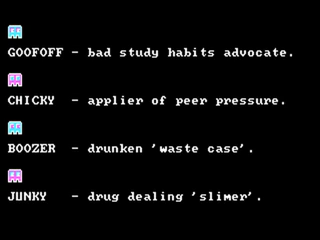 GOOFOFF - bad study habits advocate.
CHICKY - applier of peer pressure.
BOOZER - drunken 'waste case'.
JUNKY - drug dealing 'slimer'.